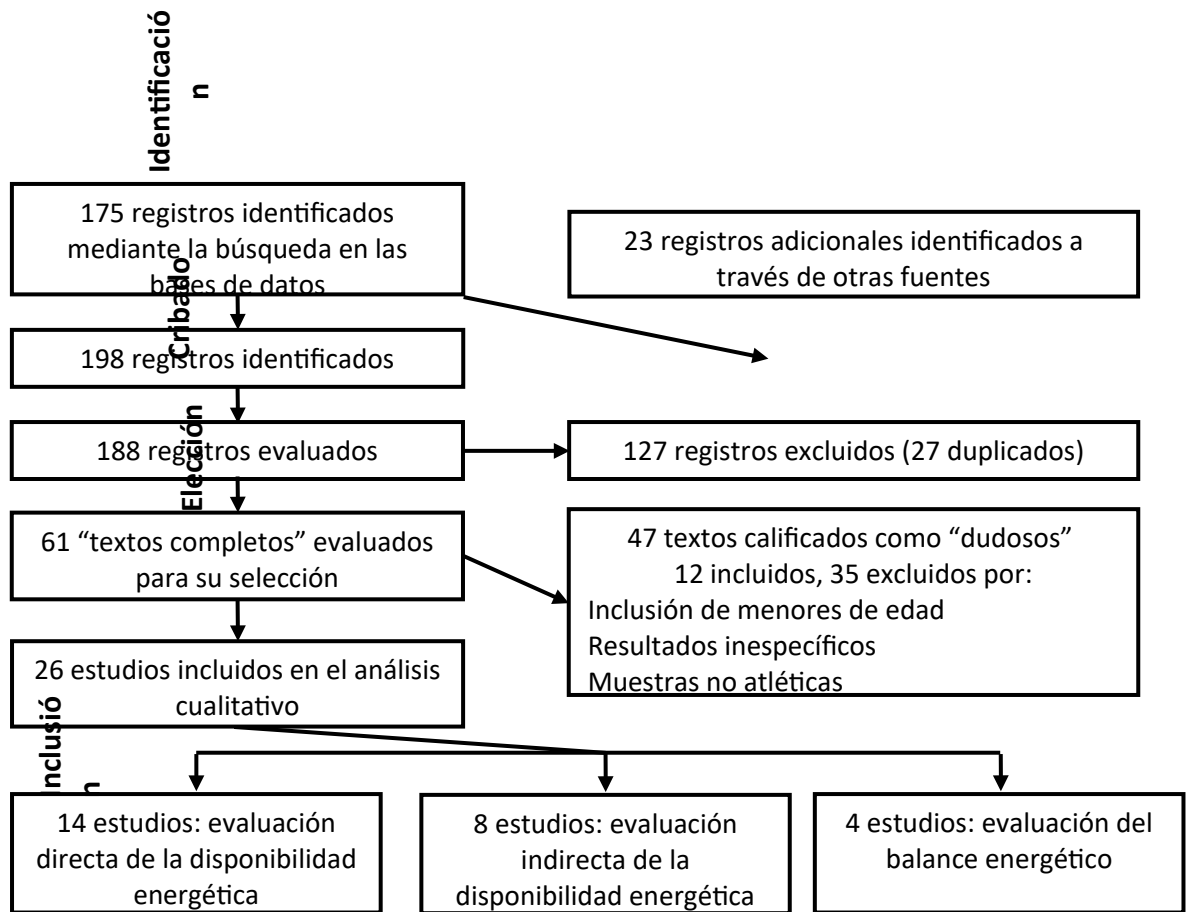 Identificació
n
175 registros identificados
mediante la búsqueda en las
bases de datos
23 registros adicionales identificados a
través de otras fuentes
Cribado
198 registros identificados
188 registros evaluados
127 registros excluidos (27 duplicados)
Elección
61 “textos completos” evaluados
para su selección
47 textos calificados como “dudosos”
12 incluidos, 35 excluidos por:
Inclusión de menores de edad
Resultados inespecíficos
Muestras no atléticas
26 estudios incluidos en el análisis
cualitativo
Inclusió
n
14 estudios: evaluación
directa de la disponibilidad
energética
8 estudios: evaluación
indirecta de la
disponibilidad energética
4 estudios: evaluación del
balance energético